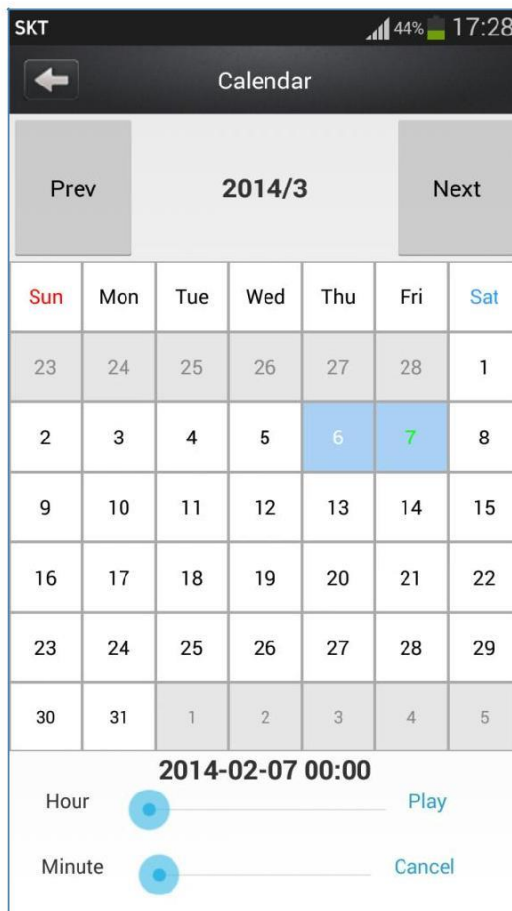 SKT 44% 17:28
Calendar
Prev 2014/3 Next
Sun Mon Tue Wed Thu Fri Sat
23 24 25 26 27 28 1
2 3 4 5 6 7 8
9 10 11 12 13 14 15
16 17 18 19 20 21 22
23 24 25 26 27 28 29
30 31 1 2 3 4 5
2014-02-07 00:00
Hour Play
Minute Cancel